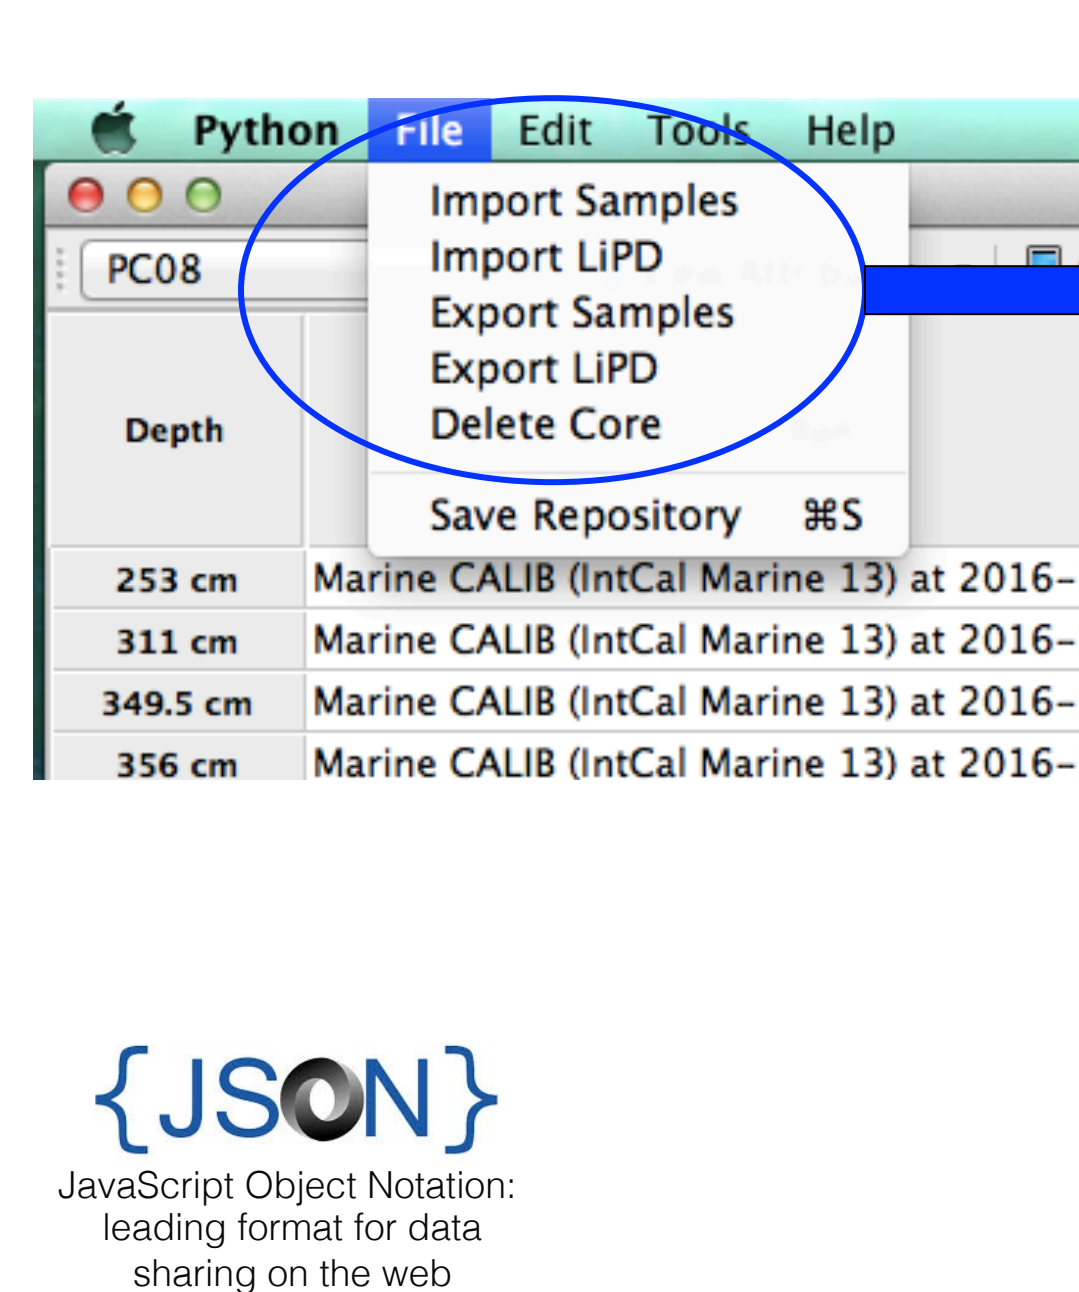 Python File Edit Tools Help
Import Samples
PC08
Import LiPD
Export Samples
Export LiPD
Depth
Delete Core
Save Repository ⌘S
253 cm Marine CALIB (IntCal Marine 13) at 2016-
311 cm Marine CALIB (IntCal Marine 13) at 2016-
349.5 cm Marine CALIB (IntCal Marine 13) at 2016-
356 cm Marine CALIB (IntCal Marine 13) at 2016-
{JSON}
JavaScript Object Notation:
leading format for data
sharing on the web